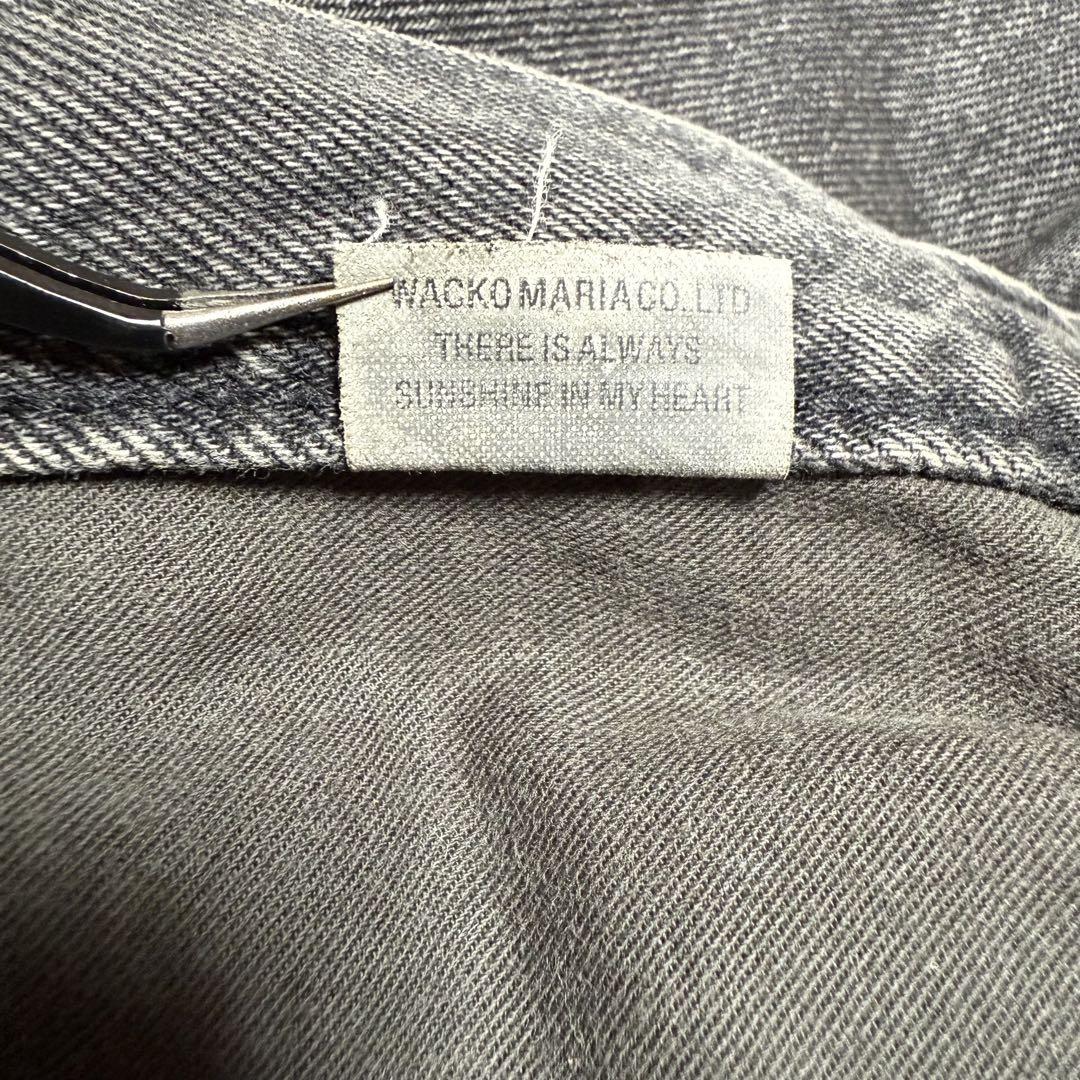 WACKO MARIA CO.,LTD
THERE IS ALWAYS
SUNSHINE IN MY HEART